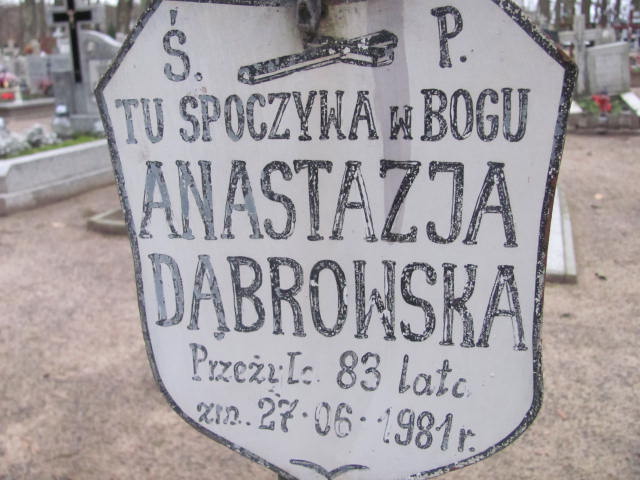 Ś. P.
TU SPOCZYWA w BOGU
ANASTAZJA
DĄBROWSKA
Przeżyła 83 lata
zm. 27·06·1981 r.